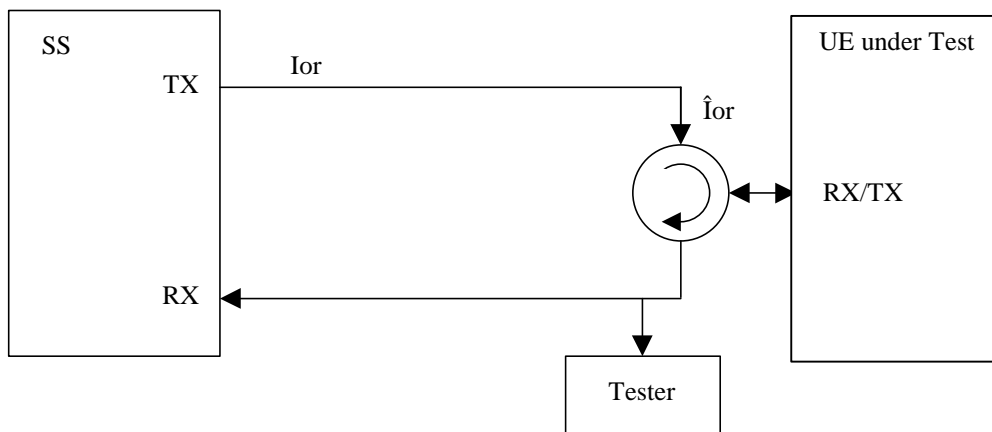 SS
UE under Test
TX
Ior
Îor
RX/TX
RX
Tester